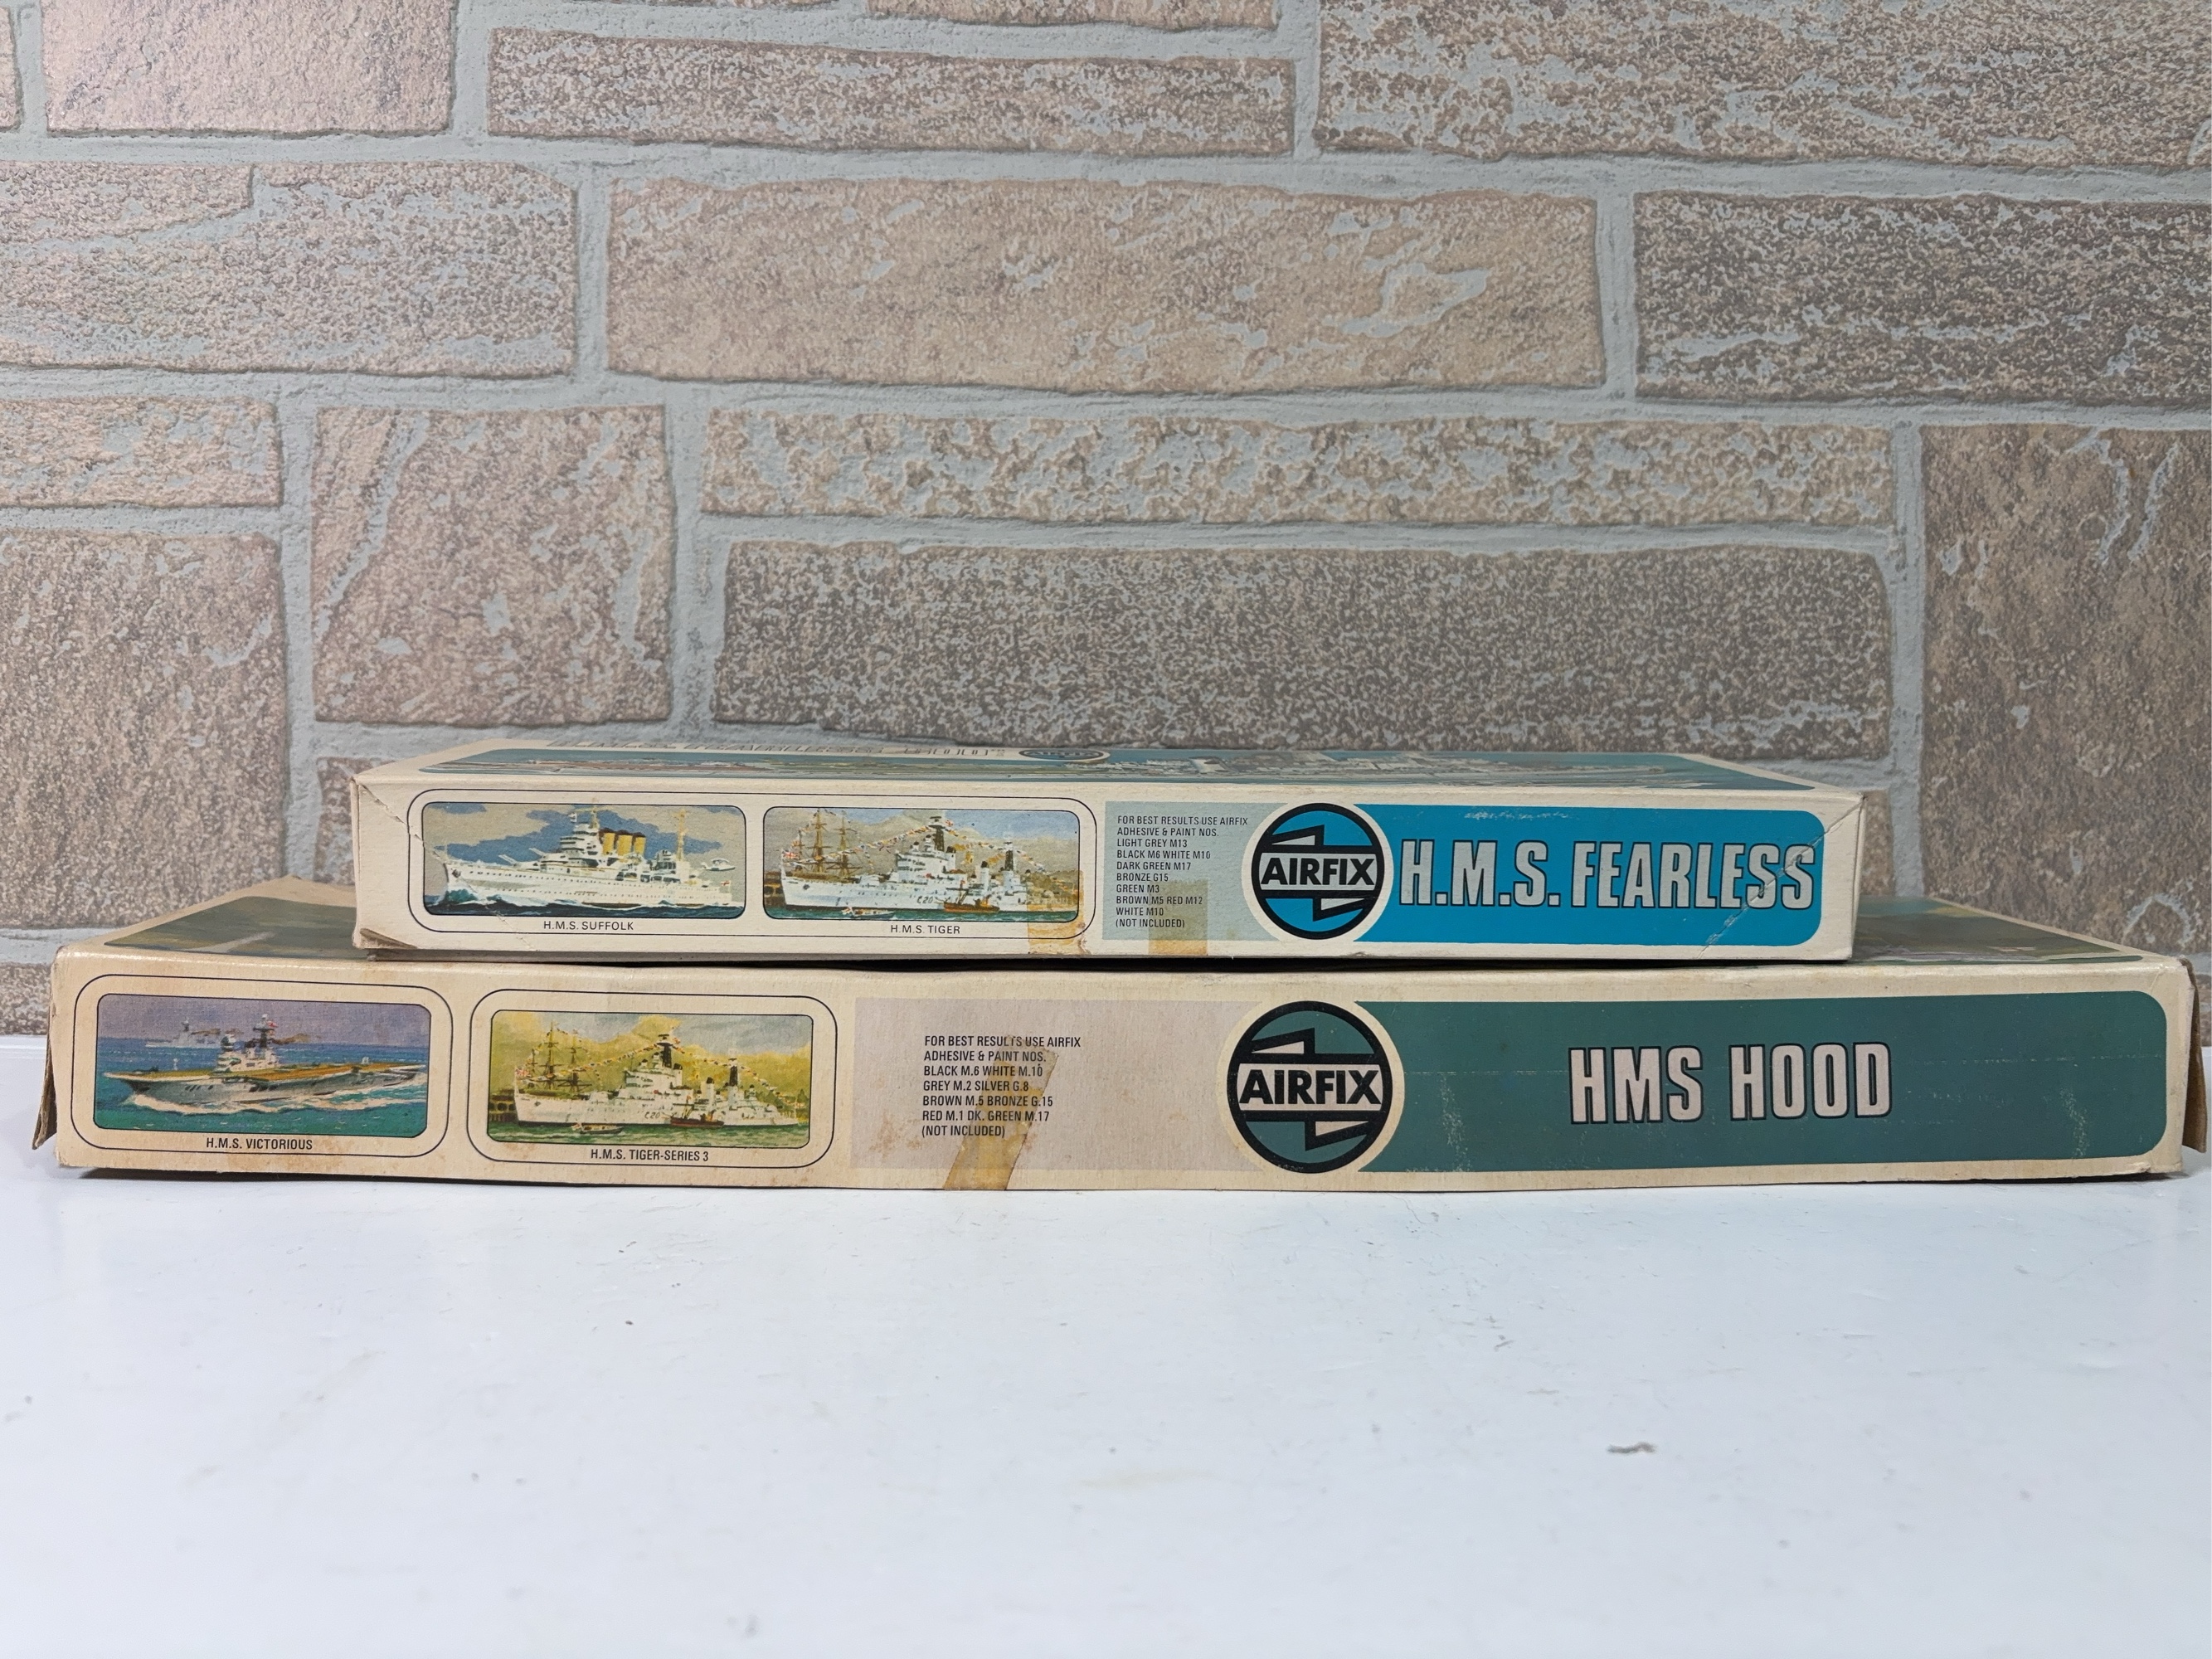 H.M.S. SUFFOLK
H.M.S. TIGER
FOR BEST RESULTS USE AIRFIX
ADHESIVE & PAINT NOS.
LIGHT GREY M13
BLACK M6 WHITE M10
DARK GREEN M17
BRONZE G15
GREEN M3
BROWN M5 RED M12
WHITE M10
(NOT INCLUDED)
AIRFIX
H.M.S. FEARLESS
H.M.S. VICTORIOUS
C20
H.M.S. TIGER-SERIES 3
FOR BEST RESULTS USE AIRFIX
ADHESIVE & PAINT NOS.
BLACK M.6 WHITE M.10
GREY M.2 SILVER G.8
BROWN M.5 BRONZE G.15
RED M.1 DK. GREEN M.17
(NOT INCLUDED)
AIRFIX
HMS HOOD